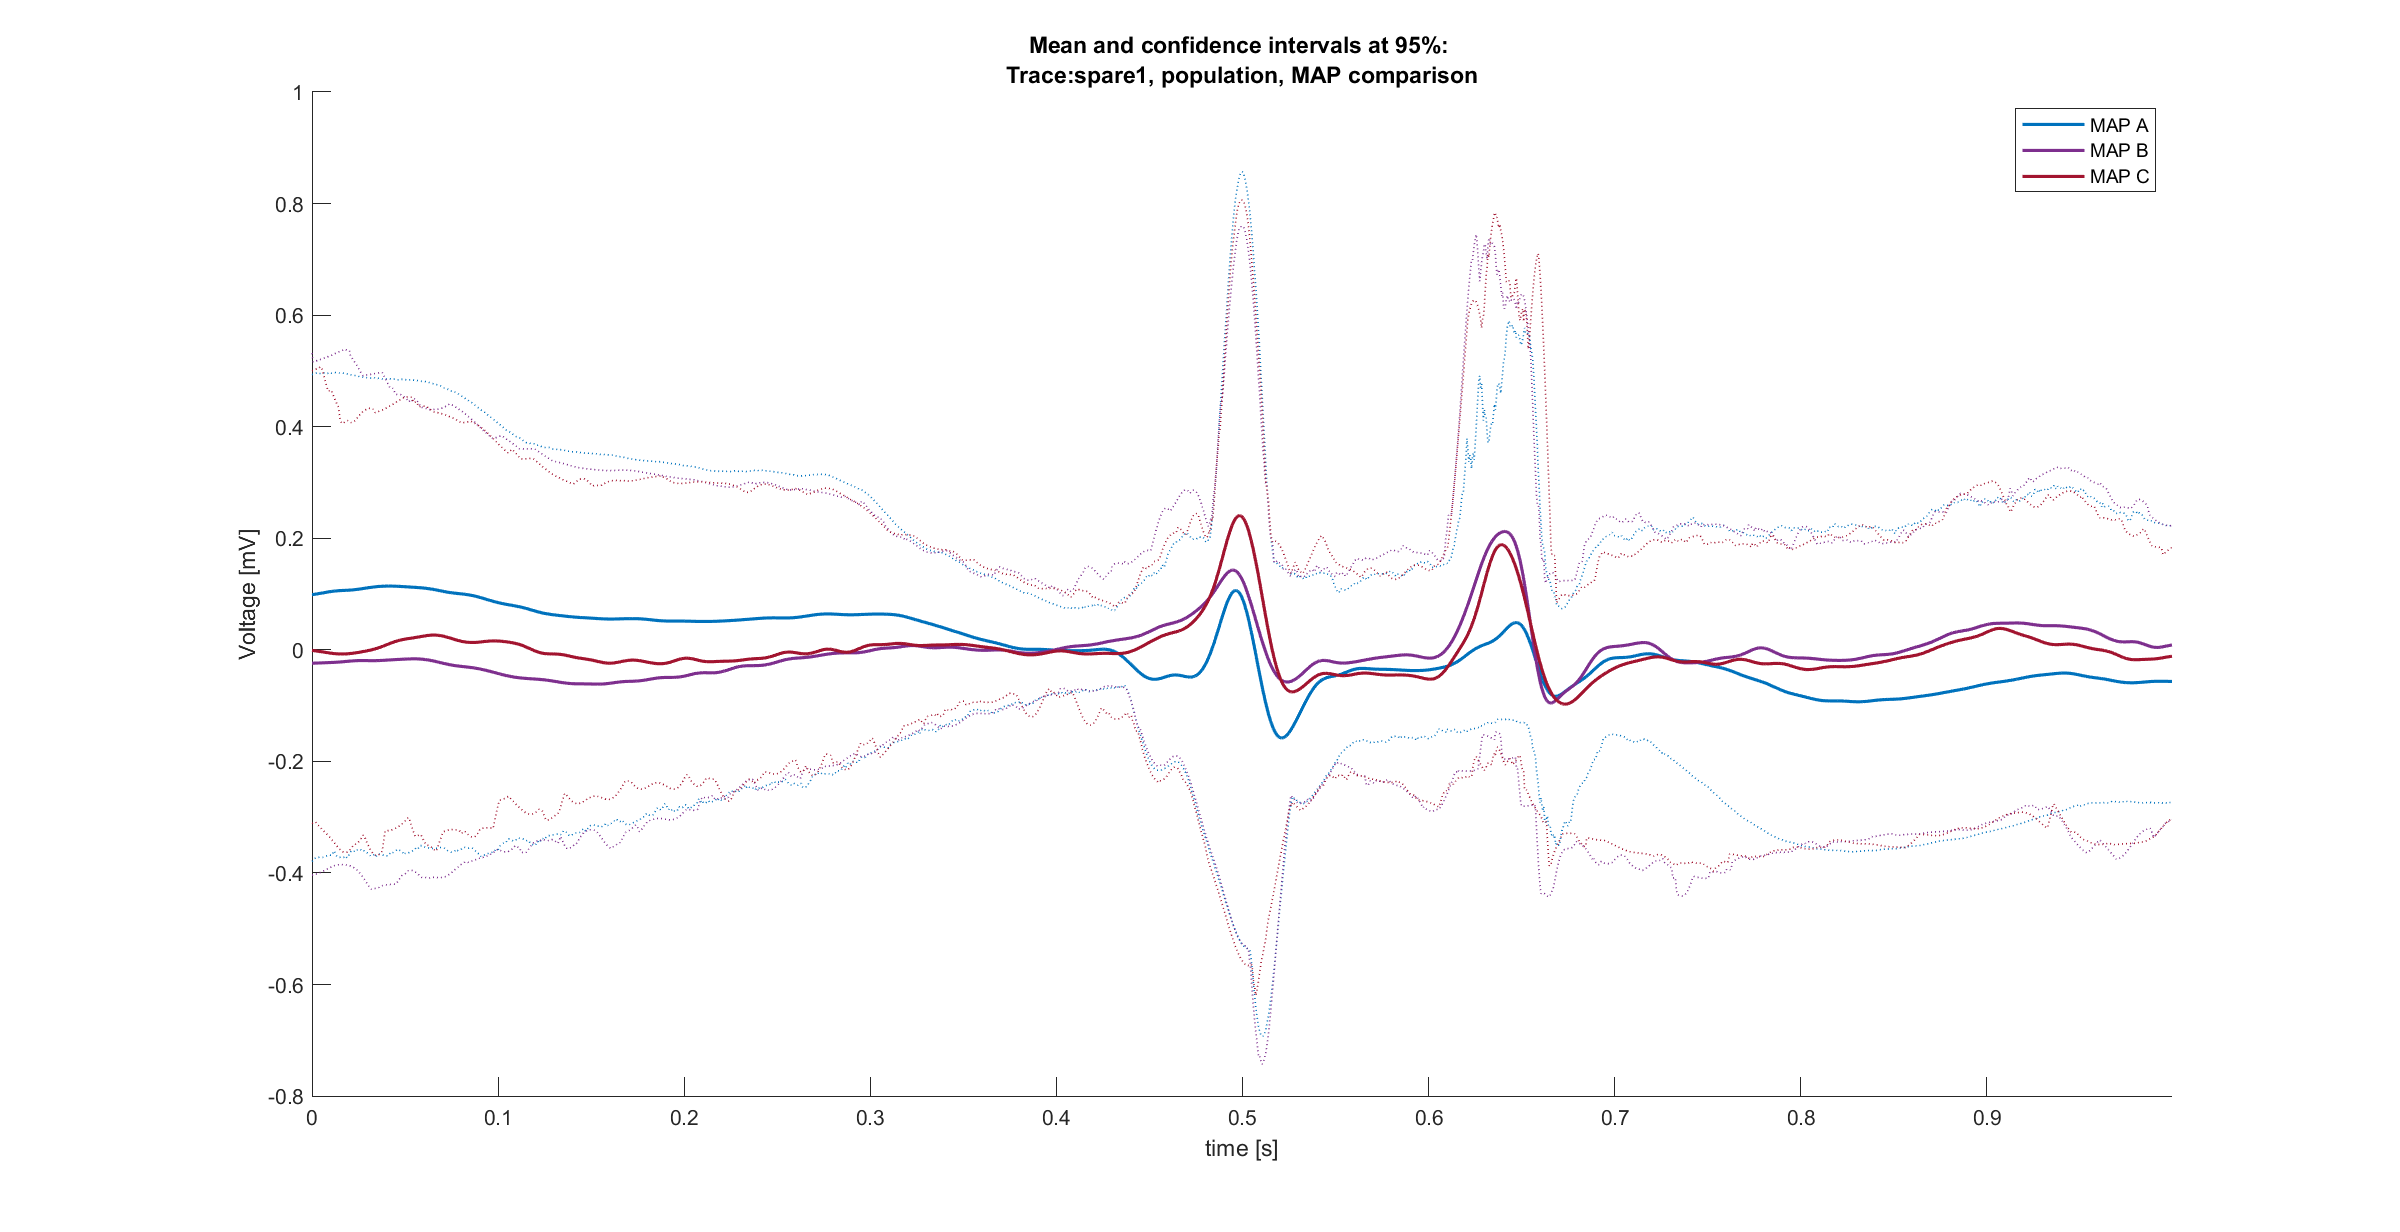 Mean and confidence intervals at 95%:
Trace:spare1, population, MAP comparison
MAP A
MAP B
MAP C
Voltage [mV]
1
0.8
0.6
0.4
0.2
0
-0.2
-0.4
-0.6
-0.8
0 0.1 0.2 0.3 0.4 0.5 0.6 0.7 0.8 0.9
time [s]